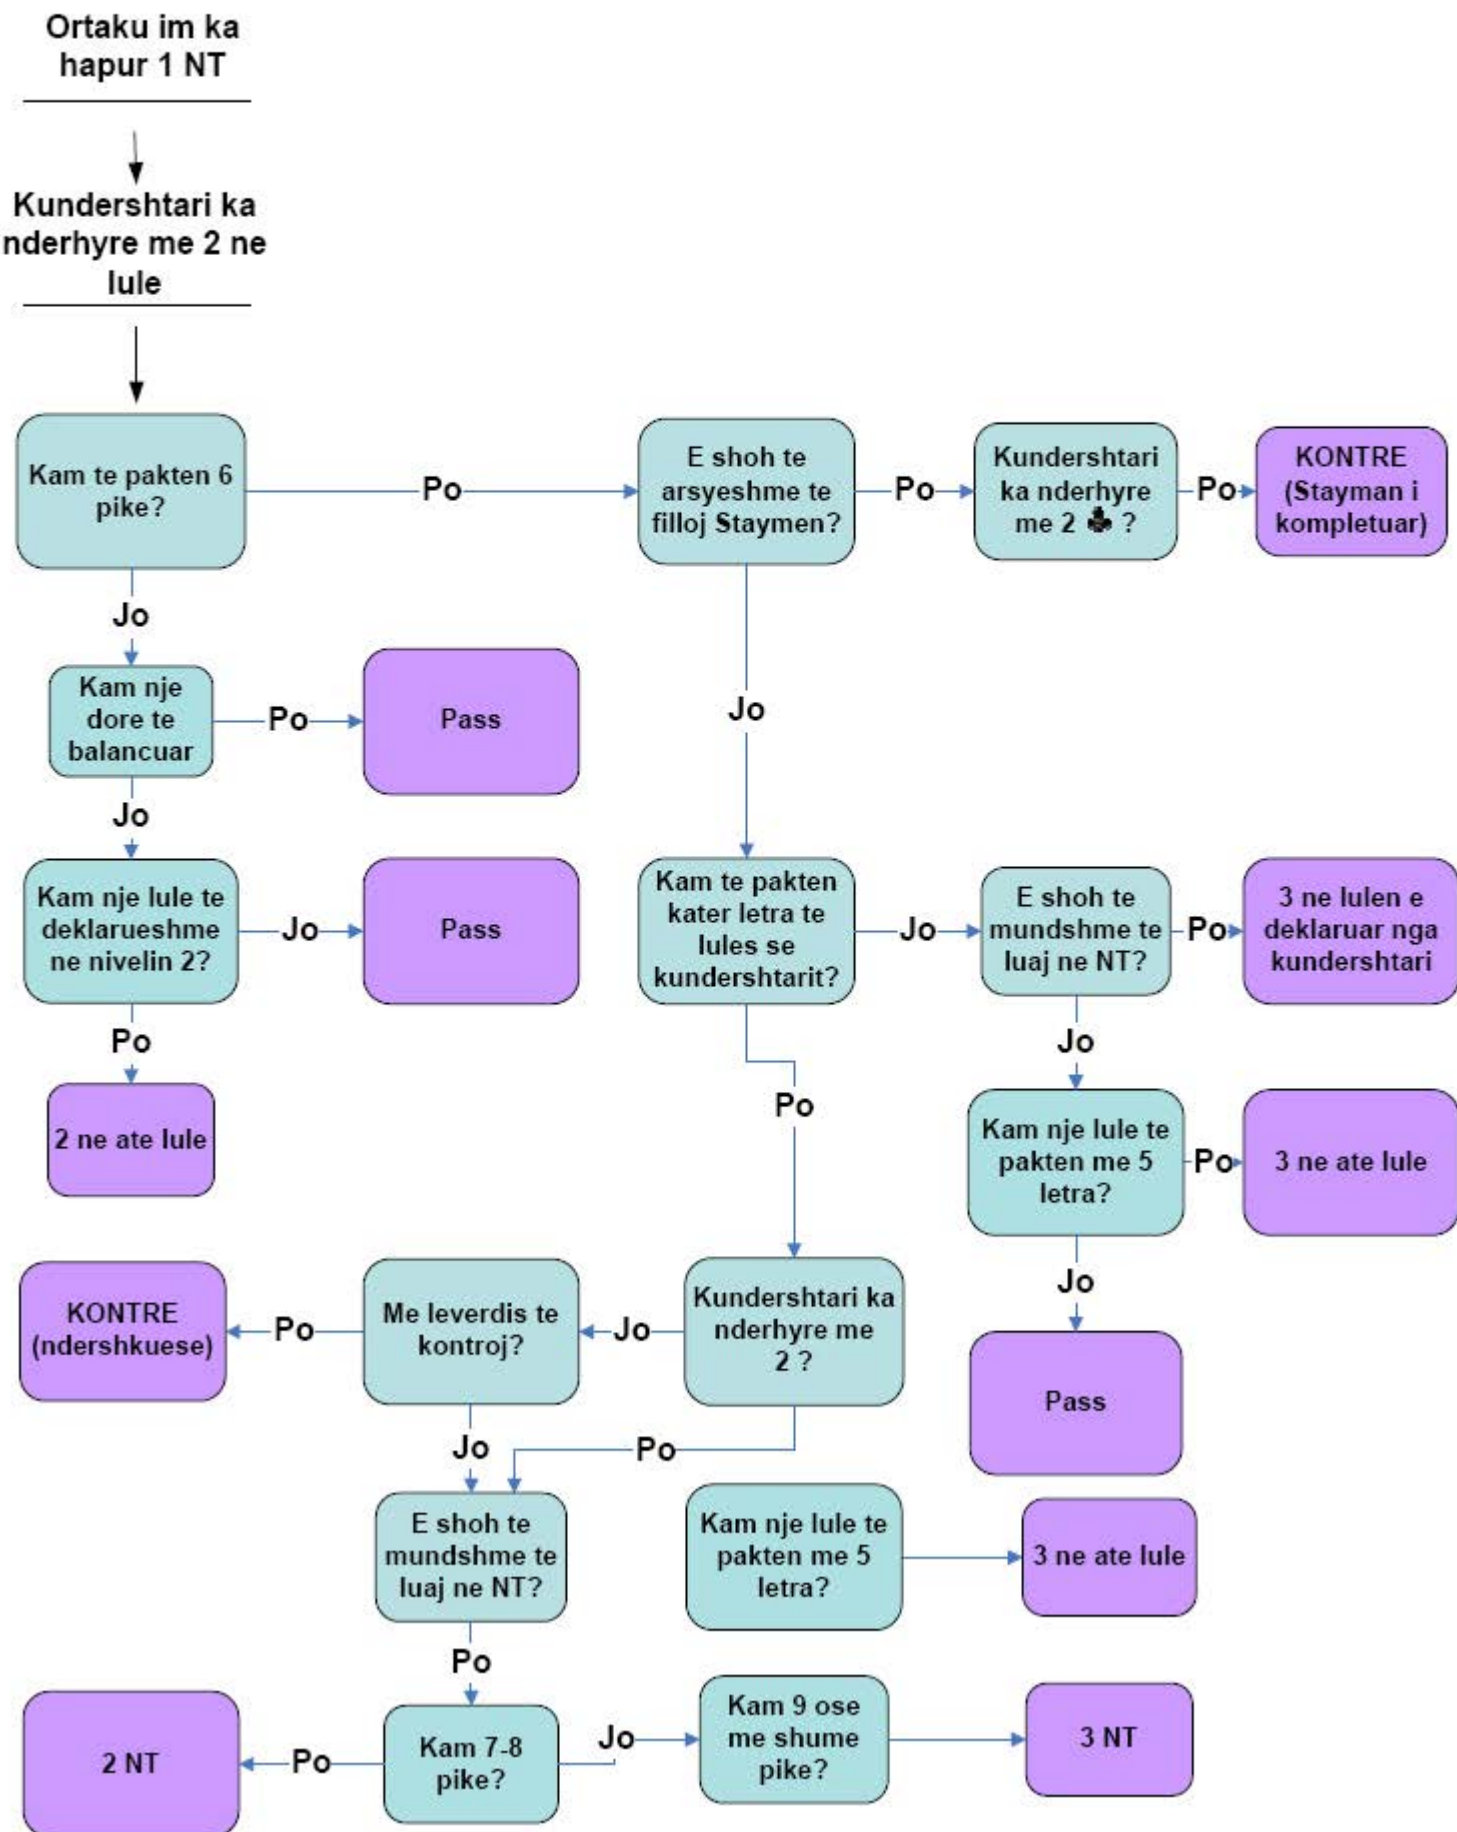 Ortaku im ka
hapur 1 NT
Kundershtari ka
nderhyre me 2 ne
lule
Kam te pakten 6
pike?
Po
E shoh te
arsyeshme te
filloj Staymen?
Po
Kundershtari
ka nderhyre
me 2 ♣ ?
Po
KONTRE
(Stayman i
kompletuar)
Jo
Kam nje
dore te
balancuar
Po
Pass
Jo
Jo
Kam nje lule te
deklarueshme
ne nivelin 2?
Jo
Pass
Kam te pakten
kater letra te
lules se
kundershtarit?
Jo
E shoh te
mundshme te
luaj ne NT?
Po
3 ne lulen e
deklaruar nga
kundershtari
Po
2 ne ate lule
Jo
Po
Kam nje lule te
pakten me 5
letra?
Po
3 ne ate lule
Jo
Pass
KONTRE
(ndershkuese)
Po
Me leverdis te
kontroj?
Jo
Kundershtari ka
nderhyre me
2 ?
Jo
Po
E shoh te
mundshme te
luaj ne NT?
Kam nje lule te
pakten me 5
letra?
3 ne ate lule
Po
2 NT
Po
Kam 7-8
pike?
Jo
Kam 9 ose
me shume
pike?
3 NT